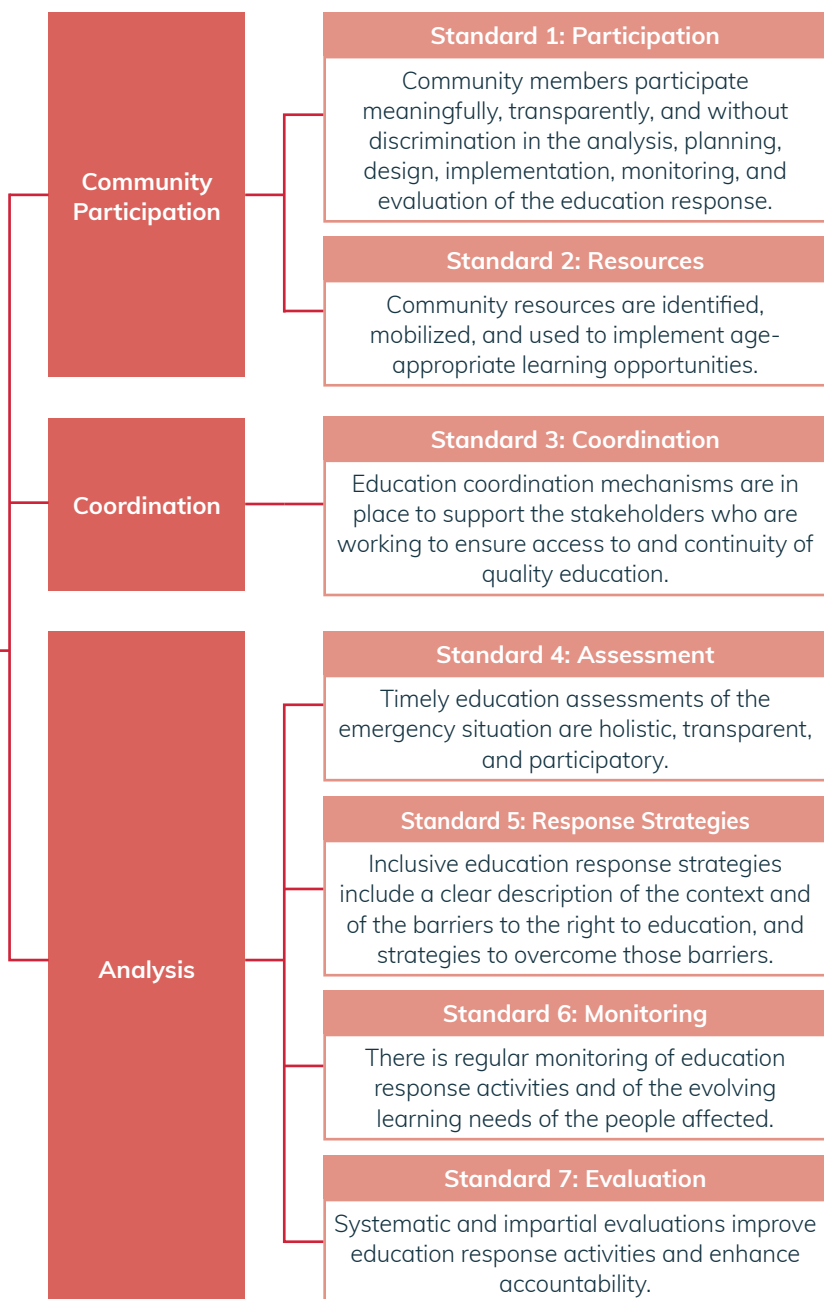 Community
Participation
Standard 1: Participation
Community members participate
meaningfully, transparently, and without
discrimination in the analysis, planning,
design, implementation, monitoring, and
evaluation of the education response.
Standard 2: Resources
Community resources are identified,
mobilized, and used to implement age-
appropriate learning opportunities.
Coordination
Standard 3: Coordination
Education coordination mechanisms are in
place to support the stakeholders who are
working to ensure access to and continuity of
quality education.
Analysis
Standard 4: Assessment
Timely education assessments of the
emergency situation are holistic, transparent,
and participatory.
Standard 5: Response Strategies
Inclusive education response strategies
include a clear description of the context and
of the barriers to the right to education, and
strategies to overcome those barriers.
Standard 6: Monitoring
There is regular monitoring of education
response activities and of the evolving
learning needs of the people affected.
Standard 7: Evaluation
Systematic and impartial evaluations improve
education response activities and enhance
accountability.